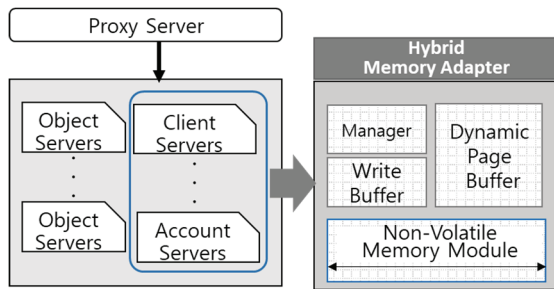 Proxy Server
Object
Servers
.
.
.
Object
Servers
Client
Servers
.
.
.
Account
Servers
Hybrid
Memory Adapter
Manager
Write
Buffer
Dynamic
Page
Buffer
Non-Volatile
Memory Module